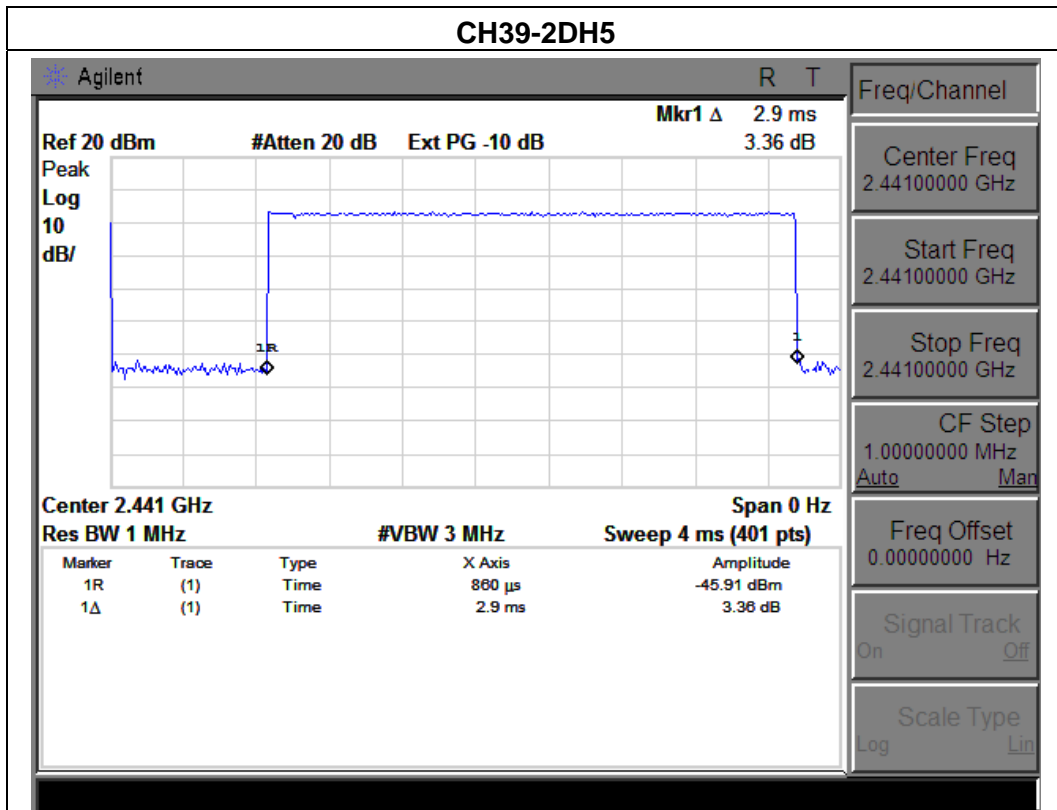 CH39-2DH5
Agilent R T
Mkr1 Δ 2.9 ms
Ref 20 dBm #Atten 20 dB Ext PG -10 dB 3.36 dB
Peak
Log
10
dB/
1R
1
Center 2.441 GHz Span 0 Hz
Res BW 1 MHz #VBW 3 MHz Sweep 4 ms (401 pts)
Marker Trace Type X Axis Amplitude
1R (1) Time 860 µs -45.91 dBm
1Δ (1) Time 2.9 ms 3.36 dB
Freq/Channel
Center Freq
2.44100000 GHz
Start Freq
2.44100000 GHz
Stop Freq
2.44100000 GHz
CF Step
1.00000000 MHz
Auto Man
Freq Offset
0.00000000 Hz
Signal Track
On Off
Scale Type
Log Lin